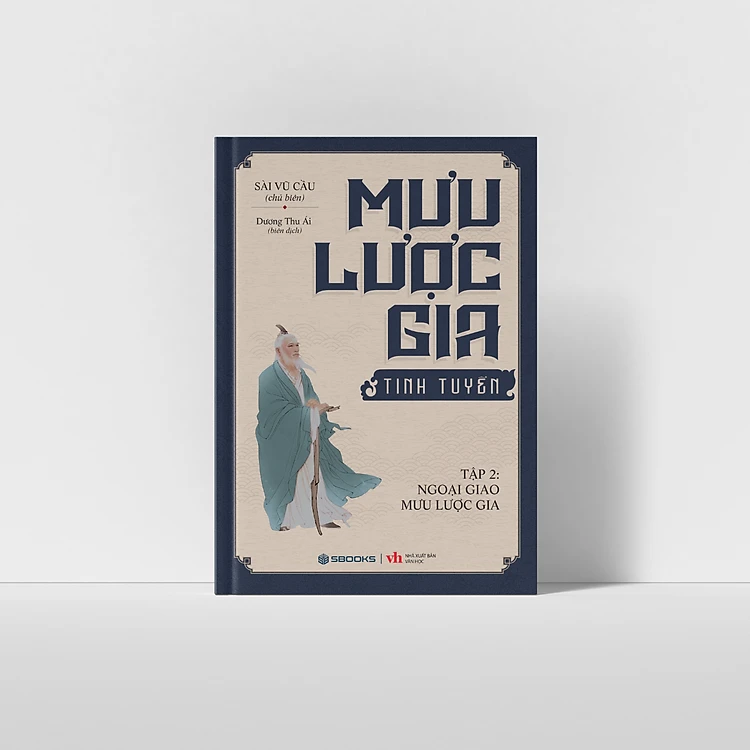 SÀI VŨ CẦU
(chủ biên)
Dương Thu Ái
(biên dịch)
MƯU
LƯỢC
GIA
TINH TUYỂN
TẬP 2:
NGOẠI GIAO
MƯU LƯỢC GIA
SBOOKS
vh
NHÀ XUẤT BẢN
VĂN HỌC